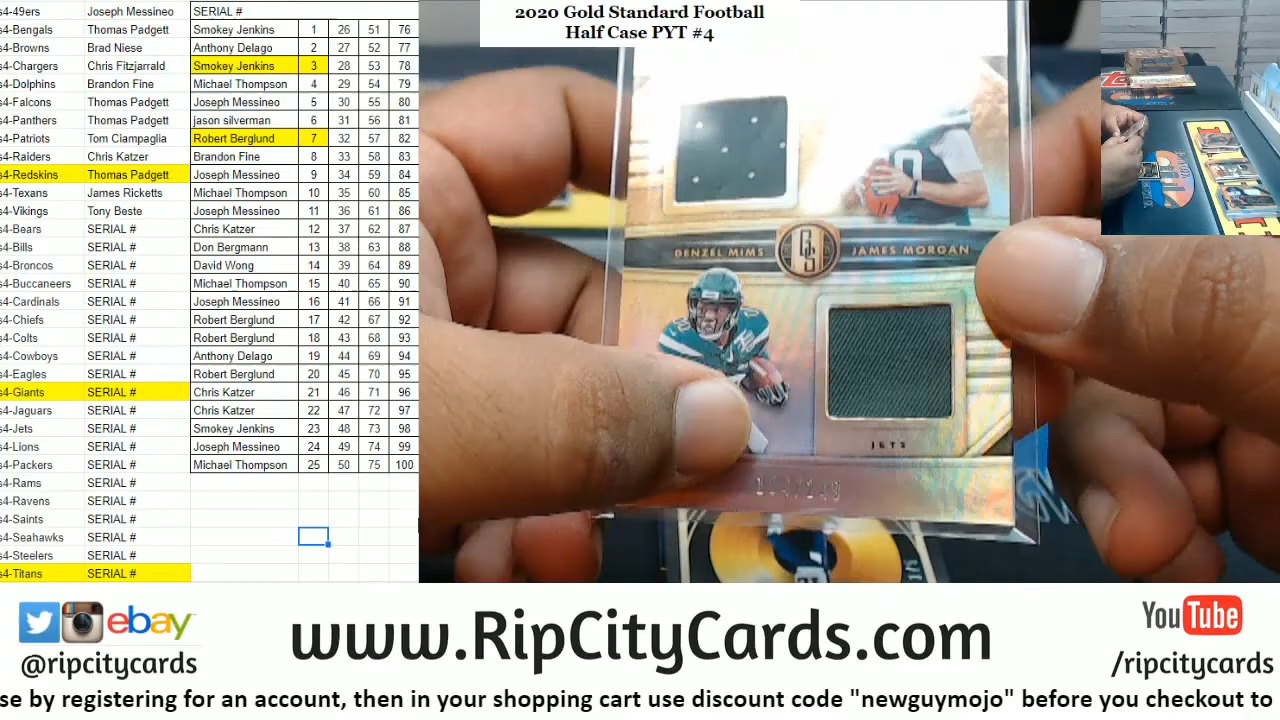 2020 Gold Standard Football
Half Case PYT #4
s4-49ers Joseph Messineo SERIAL #
s4-Bengals Thomas Padgett Smokey Jenkins 1 26 51 76
s4-Browns Brad Niese Anthony Delago 2 27 52 77
s4-Chargers Chris Fitzjarrald Smokey Jenkins 3 28 53 78
s4-Dolphins Brandon Fine Michael Thompson 4 29 54 79
s4-Falcons Thomas Padgett Joseph Messineo 5 30 55 80
s4-Panthers Thomas Padgett jason silverman 6 31 56 81
s4-Patriots Tom Ciampaglia Robert Berglund 7 32 57 82
s4-Raiders Chris Katzer Brandon Fine 8 33 58 83
s4-Redskins Thomas Padgett Joseph Messineo 9 34 59 84
s4-Texans James Ricketts Michael Thompson 10 35 60 85
s4-Vikings Tony Beste Joseph Messineo 11 36 61 86
s4-Bears SERIAL # Chris Katzer 12 37 62 87
s4-Bills SERIAL # Don Bergmann 13 38 63 88
s4-Broncos SERIAL # David Wong 14 39 64 89
s4-Buccaneers SERIAL # Michael Thompson 15 40 65 90
s4-Cardinals SERIAL # Joseph Messineo 16 41 66 91
s4-Chiefs SERIAL # Robert Berglund 17 42 67 92
s4-Colts SERIAL # Robert Berglund 18 43 68 93
s4-Cowboys SERIAL # Anthony Delago 19 44 69 94
s4-Eagles SERIAL # Robert Berglund 20 45 70 95
s4-Giants SERIAL # Chris Katzer 21 46 71 96
s4-Jaguars SERIAL # Chris Katzer 22 47 72 97
s4-Jets SERIAL # Smokey Jenkins 23 48 73 98
s4-Lions SERIAL # Joseph Messineo 24 49 74 99
s4-Packers SERIAL # Michael Thompson 25 50 75 100
s4-Rams SERIAL #
s4-Ravens SERIAL #
s4-Saints SERIAL #
s4-Seahawks SERIAL #
s4-Steelers SERIAL #
s4-Titans SERIAL #
DENZEL MIMS GS JAMES MORGAN
JETS
ebay
@ripcitycards
www.RipCityCards.com
YouTube
/ripcitycards
se by registering for an account, then in your shopping cart use discount code "newguymojo" before you checkout to